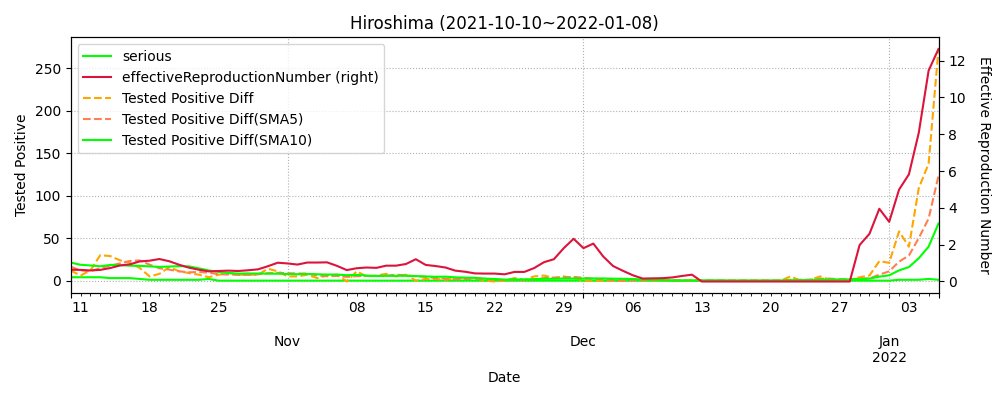 Hiroshima (2021-10-10~2022-01-08)
serious
effectiveReproductionNumber (right)
Tested Positive Diff
Tested Positive Diff(SMA5)
Tested Positive Diff(SMA10)
Tested Positive
250
200
150
100
50
0
12
10
8
6
4
2
0
Effective Reproduction Number
11 18 25 08 15 22 29 06 13 20 27 03
Nov Dec Jan
2022
Date